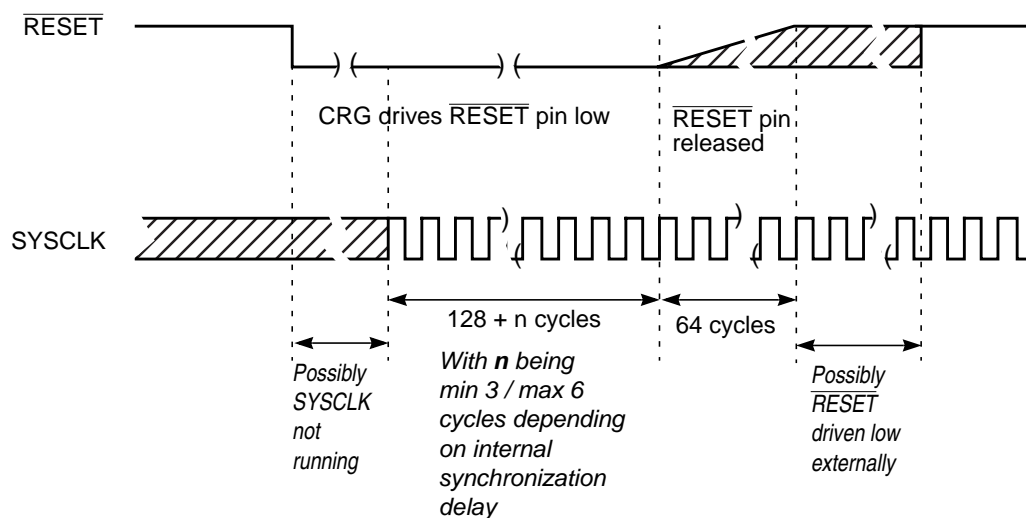 RESET
CRG drives RESET pin low
RESET pin
released
SYSCLK
128 + n cycles
64 cycles
Possibly
SYSCLK
not
running
With n being
min 3 / max 6
cycles depending
on internal
synchronization
delay
Possibly
RESET
driven low
externally